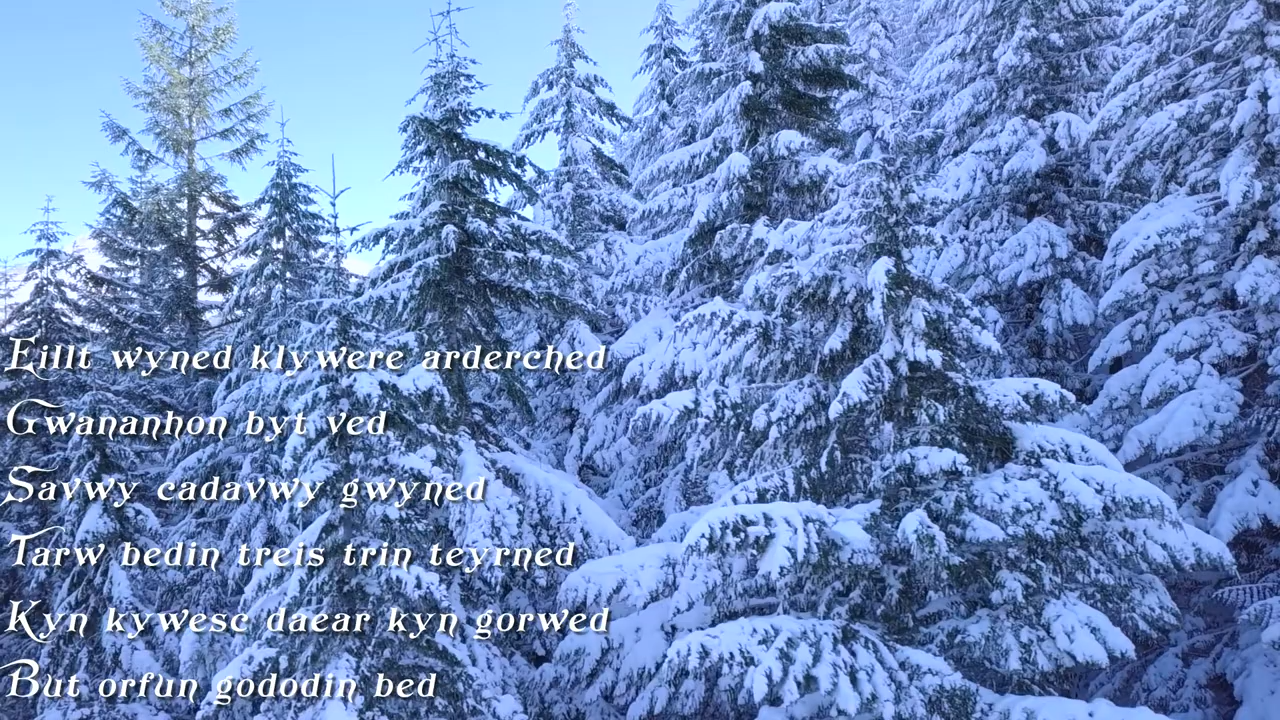 Eillt wyned klywere arderched
Gwananhon byt ved
Savwy cadavwy gwyned
Tarw bedin treis trin teyrned
Kyn kywesc daear kyn gorwed
But orfun gododin bed